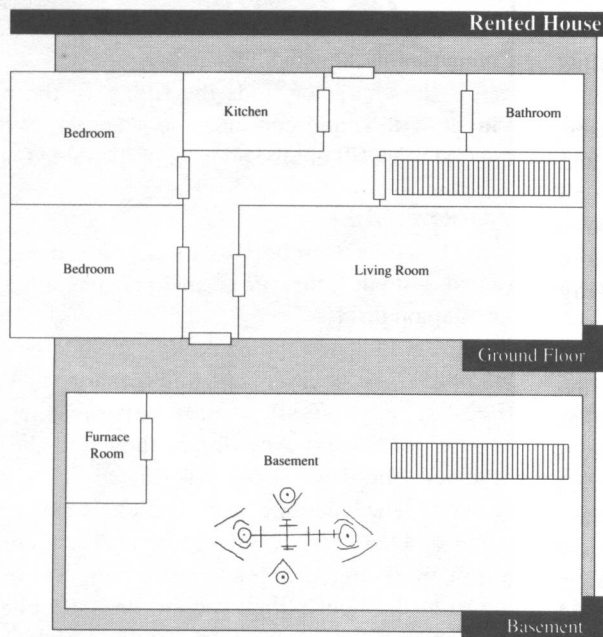 Rented House
Kitchen
Bathroom
Bedroom
Bedroom
Living Room
Ground Floor
Furnace
Room
Basement
Basement